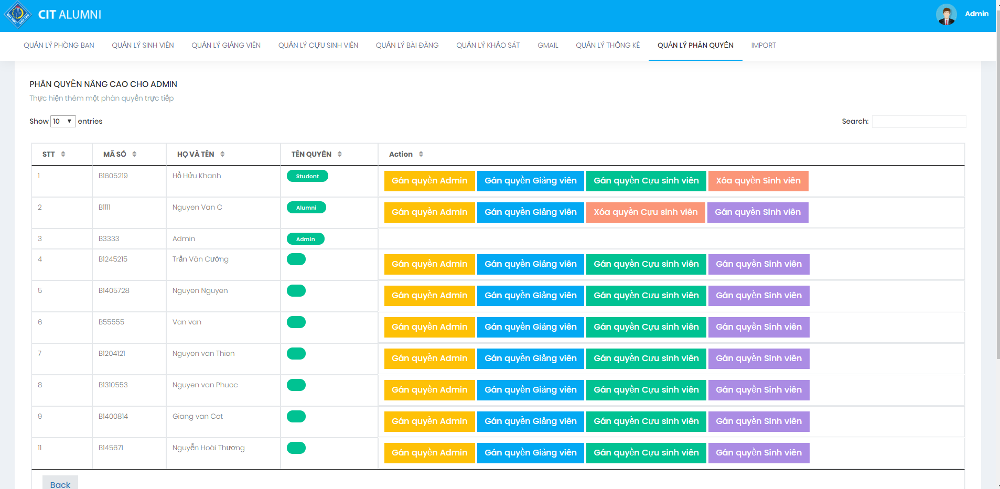 CIT ALUMNI
Admin
QUẢN LÝ PHÒNG BAN QUẢN LÝ SINH VIÊN QUẢN LÝ GIẢNG VIÊN QUẢN LÝ CỰU SINH VIÊN QUẢN LÝ BÀI ĐĂNG QUẢN LÝ KHẢO SÁT GMAIL QUẢN LÝ THỐNG KÊ QUẢN LÝ PHÂN QUYỀN IMPORT
PHÂN QUYỀN NÂNG CAO CHO ADMIN
Thực hiện thêm một phân quyền trực tiếp
Show 10 entries Search:
STT MÃ SỐ HỌ VÀ TÊN TÊN QUYỀN Action
1 B1605219 Hồ Hửu Khanh Student Gán quyền Admin Gán quyền Giảng viên Gán quyền Cựu sinh viên Xóa quyền Sinh viên
2 B1111 Nguyen Van C Alumni Gán quyền Admin Gán quyền Giảng viên Xóa quyền Cựu sinh viên Gán quyền Sinh viên
3 B3333 Admin Admin
4 B1245215 Trần Văn Cường Gán quyền Admin Gán quyền Giảng viên Gán quyền Cựu sinh viên Gán quyền Sinh viên
5 B1405728 Nguyen Nguyen Gán quyền Admin Gán quyền Giảng viên Gán quyền Cựu sinh viên Gán quyền Sinh viên
6 B55555 Van van Gán quyền Admin Gán quyền Giảng viên Gán quyền Cựu sinh viên Gán quyền Sinh viên
7 B1204121 Nguyen van Thien Gán quyền Admin Gán quyền Giảng viên Gán quyền Cựu sinh viên Gán quyền Sinh viên
8 B1310553 Nguyen van Phuoc Gán quyền Admin Gán quyền Giảng viên Gán quyền Cựu sinh viên Gán quyền Sinh viên
9 B1400814 Giang van Cot Gán quyền Admin Gán quyền Giảng viên Gán quyền Cựu sinh viên Gán quyền Sinh viên
11 B145671 Nguyễn Hoài Thương Gán quyền Admin Gán quyền Giảng viên Gán quyền Cựu sinh viên Gán quyền Sinh viên
Back